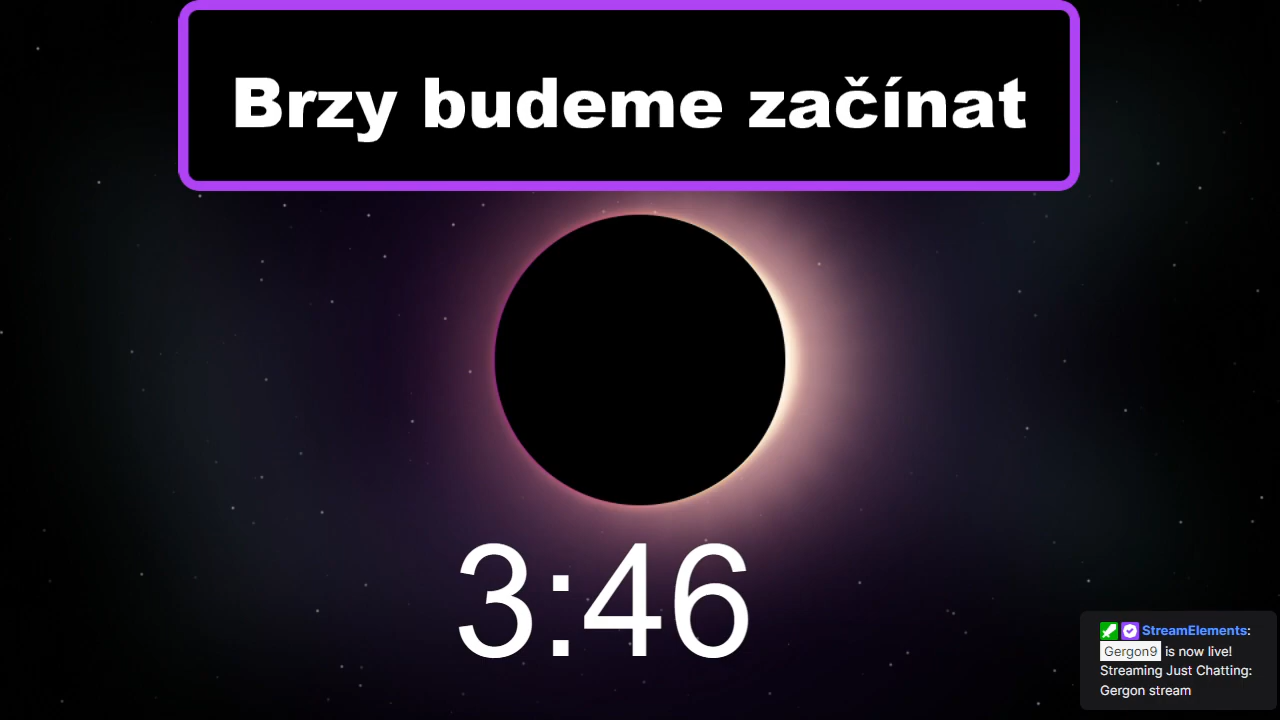 Brzy budeme začínat
3:46
StreamElements:
Gergon9 is now live!
Streaming Just Chatting:
Gergon stream